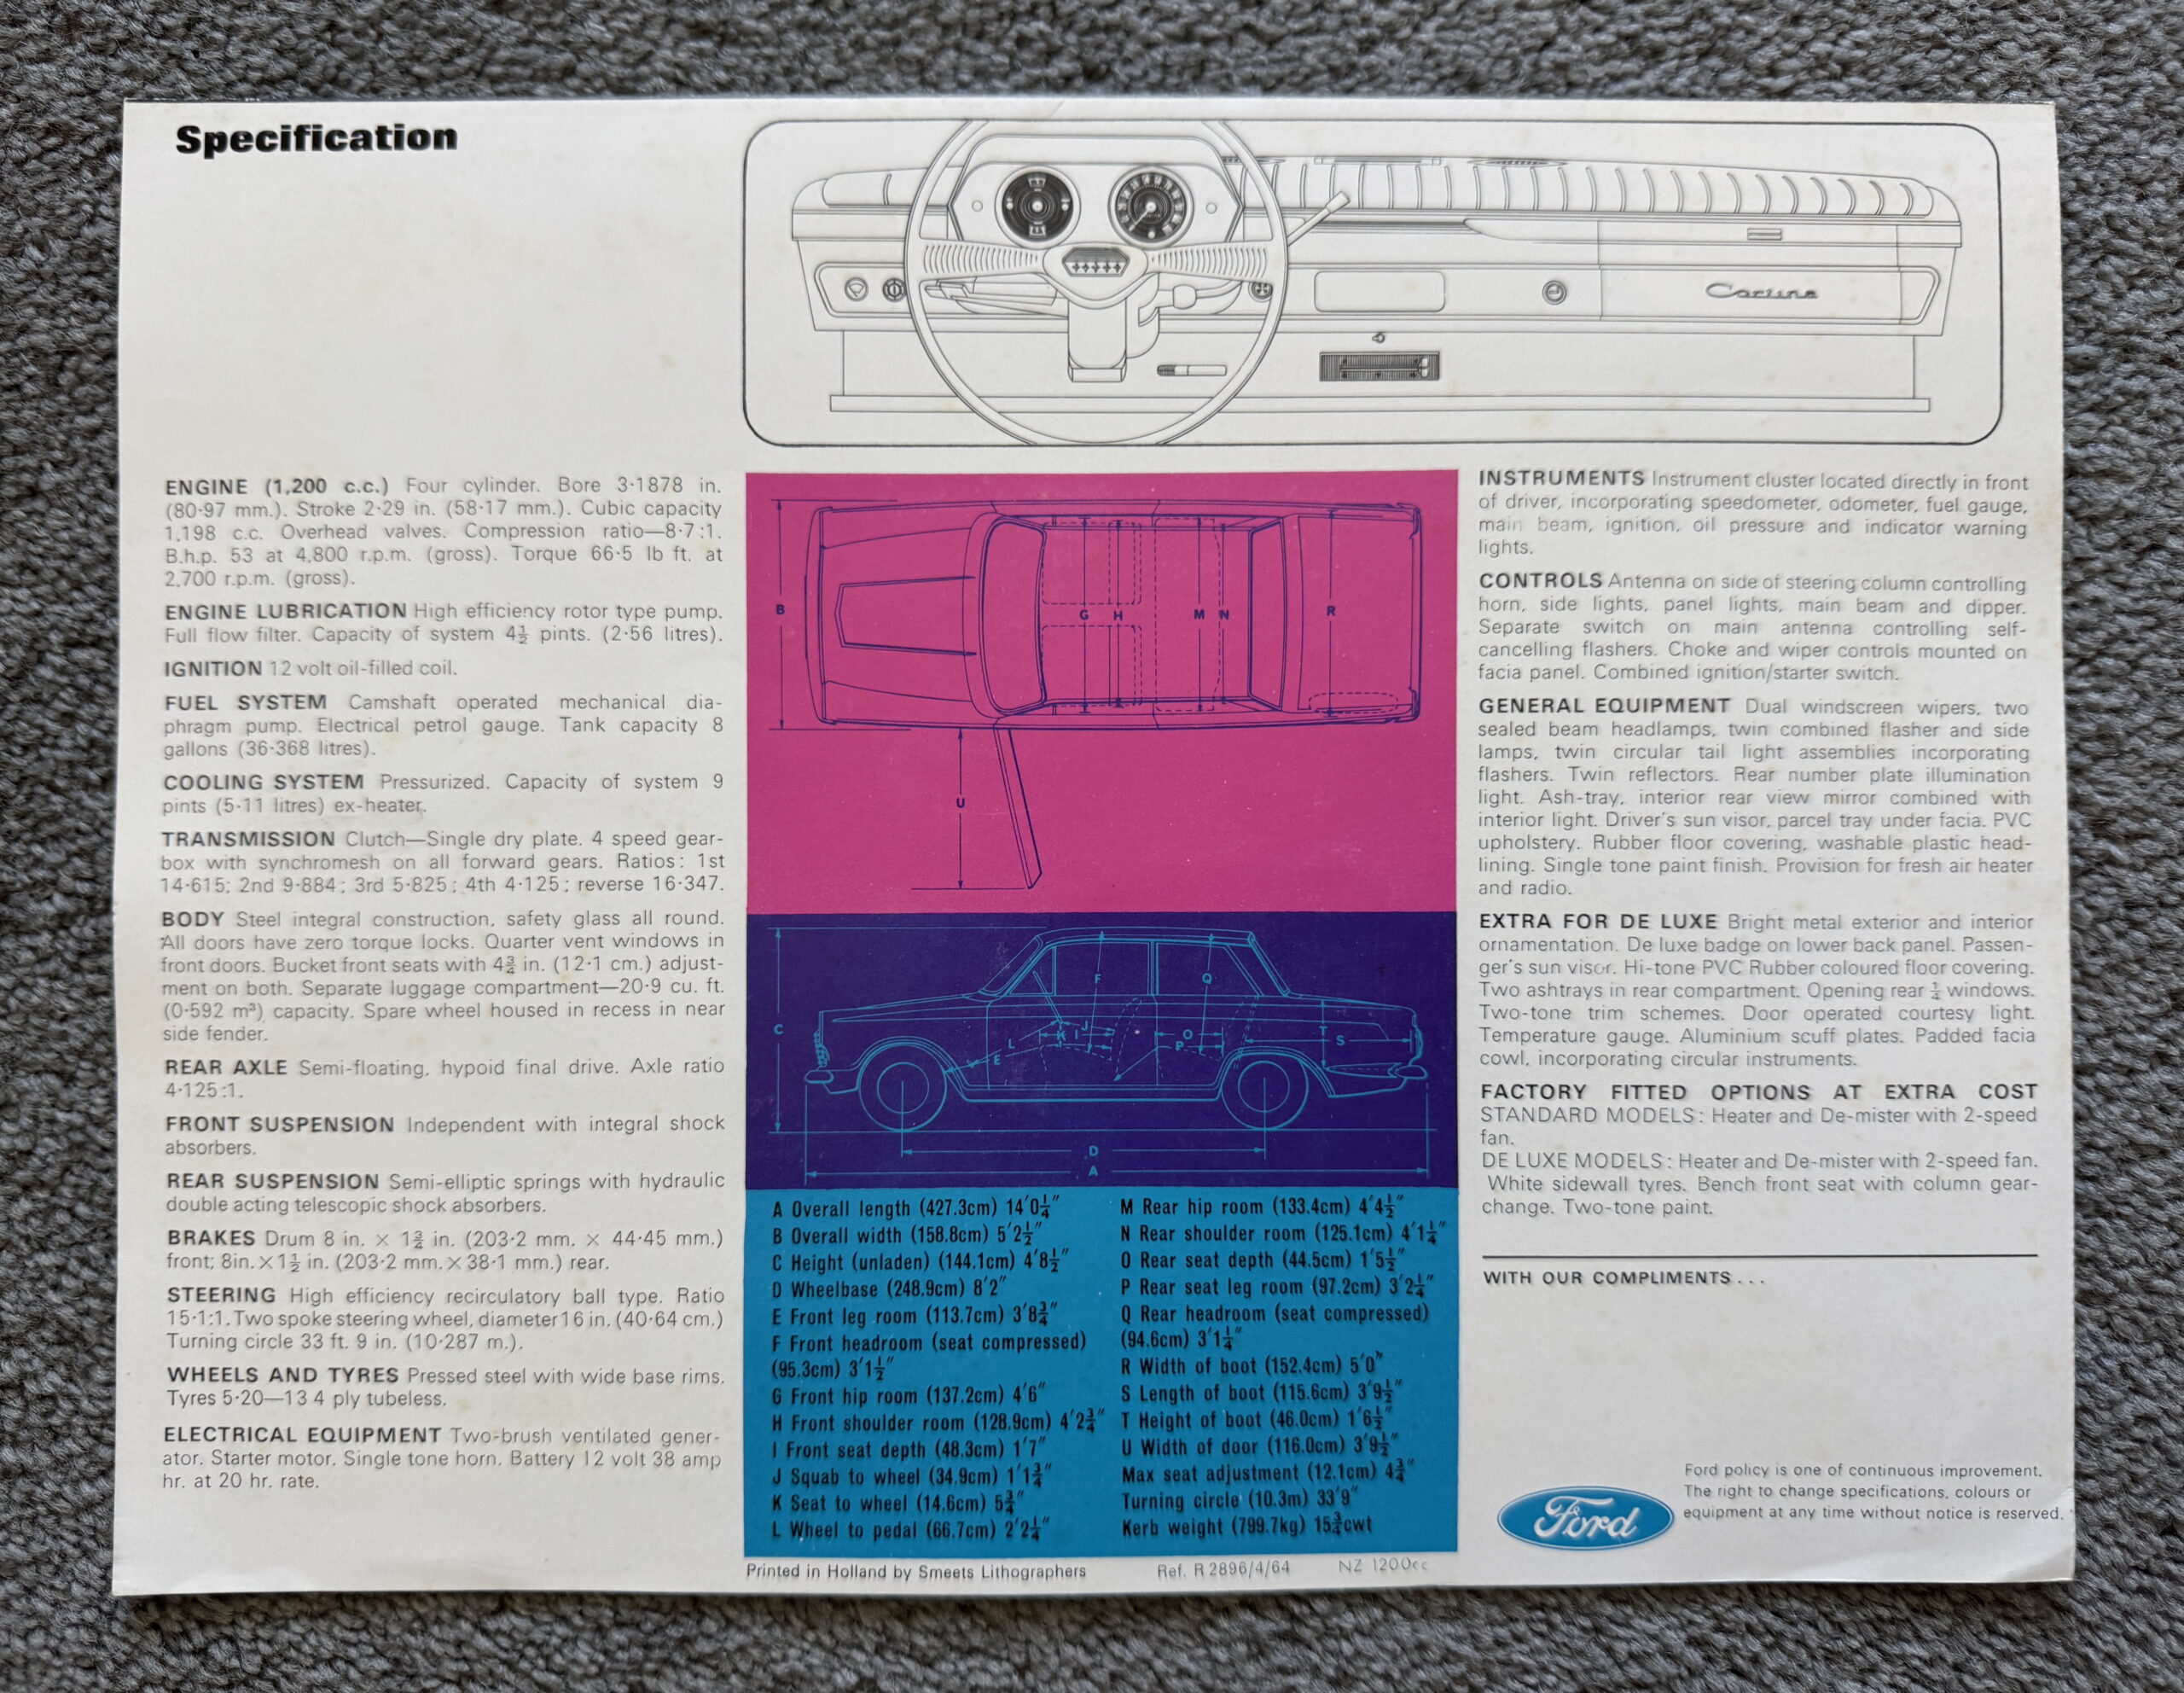 Specification
Cortina
ENGINE (1,200 c.c.) Four cylinder. Bore 3·1878 in.
(80·97 mm.). Stroke 2·29 in. (58·17 mm.). Cubic capacity
1,198 c.c. Overhead valves. Compression ratio—8·7:1.
B.h.p. 53 at 4,800 r.p.m. (gross). Torque 66·5 lb ft. at
2,700 r.p.m. (gross).
ENGINE LUBRICATION High efficiency rotor type pump.
Full flow filter. Capacity of system 4½ pints. (2·56 litres).
IGNITION 12 volt oil-filled coil.
FUEL SYSTEM Camshaft operated mechanical dia-
phragm pump. Electrical petrol gauge. Tank capacity 8
gallons (36·368 litres).
COOLING SYSTEM Pressurized. Capacity of system 9
pints (5·11 litres) ex-heater.
TRANSMISSION Clutch—Single dry plate. 4 speed gear-
box with synchromesh on all forward gears. Ratios: 1st
14·615; 2nd 9·884; 3rd 5·825; 4th 4·125; reverse 16·347.
BODY Steel integral construction, safety glass all round.
All doors have zero torque locks. Quarter vent windows in
front doors. Bucket front seats with 4¾ in. (12·1 cm.) adjust-
ment on both. Separate luggage compartment—20·9 cu. ft.
(0·592 m³) capacity. Spare wheel housed in recess in near
side fender.
REAR AXLE Semi-floating, hypoid final drive. Axle ratio
4·125:1.
FRONT SUSPENSION Independent with integral shock
absorbers.
REAR SUSPENSION Semi-elliptic springs with hydraulic
double acting telescopic shock absorbers.
BRAKES Drum 8 in. × 1¾ in. (203·2 mm. × 44·45 mm.)
front; 8in. × 1½ in. (203·2 mm. × 38·1 mm.) rear.
STEERING High efficiency recirculatory ball type. Ratio
15·1:1. Two spoke steering wheel, diameter 16 in. (40·64 cm.)
Turning circle 33 ft. 9 in. (10·287 m.).
WHEELS AND TYRES Pressed steel with wide base rims.
Tyres 5·20—13 4 ply tubeless.
ELECTRICAL EQUIPMENT Two-brush ventilated gener-
ator. Starter motor. Single tone horn. Battery 12 volt 38 amp
hr. at 20 hr. rate.
B G H M N R
U
C F Q
L K I J O P T S
E
D
A
A Overall length (427.3cm) 14′0¼″
B Overall width (158.8cm) 5′2½″
C Height (unladen) (144.1cm) 4′8½″
D Wheelbase (248.9cm) 8′2″
E Front leg room (113.7cm) 3′8¾″
F Front headroom (seat compressed)
(95.3cm) 3′1½″
G Front hip room (137.2cm) 4′6″
H Front shoulder room (128.9cm) 4′2¾″
I Front seat depth (48.3cm) 1′7″
J Squab to wheel (34.9cm) 1′1¾″
K Seat to wheel (14.6cm) 5¾″
L Wheel to pedal (66.7cm) 2′2¼″
M Rear hip room (133.4cm) 4′4½″
N Rear shoulder room (125.1cm) 4′1¼″
O Rear seat depth (44.5cm) 1′5½″
P Rear seat leg room (97.2cm) 3′2¼″
Q Rear headroom (seat compressed)
(94.6cm) 3′1¼″
R Width of boot (152.4cm) 5′0″
S Length of boot (115.6cm) 3′9½″
T Height of boot (46.0cm) 1′6½″
U Width of door (116.0cm) 3′9½″
Max seat adjustment (12.1cm) 4¾″
Turning circle (10.3m) 33′9″
Kerb weight (799.7kg) 15¾cwt
Printed in Holland by Smeets Lithographers Ref. R 2896/4/64 NZ 1200cc
INSTRUMENTS Instrument cluster located directly in front
of driver, incorporating speedometer, odometer, fuel gauge,
main beam, ignition, oil pressure and indicator warning
lights.
CONTROLS Antenna on side of steering column controlling
horn, side lights, panel lights, main beam and dipper.
Separate switch on main antenna controlling self-
cancelling flashers. Choke and wiper controls mounted on
facia panel. Combined ignition/starter switch.
GENERAL EQUIPMENT Dual windscreen wipers, two
sealed beam headlamps, twin combined flasher and side
lamps, twin circular tail light assemblies incorporating
flashers. Twin reflectors. Rear number plate illumination
light. Ash-tray, interior rear view mirror combined with
interior light. Driver's sun visor, parcel tray under facia. PVC
upholstery. Rubber floor covering, washable plastic head-
lining. Single tone paint finish. Provision for fresh air heater
and radio.
EXTRA FOR DE LUXE Bright metal exterior and interior
ornamentation. De luxe badge on lower back panel. Passen-
ger's sun visor. Hi-tone PVC Rubber coloured floor covering.
Two ashtrays in rear compartment. Opening rear ¼ windows.
Two-tone trim schemes. Door operated courtesy light.
Temperature gauge. Aluminium scuff plates. Padded facia
cowl, incorporating circular instruments.
FACTORY FITTED OPTIONS AT EXTRA COST
STANDARD MODELS: Heater and De-mister with 2-speed
fan.
DE LUXE MODELS: Heater and De-mister with 2-speed fan.
White sidewall tyres. Bench front seat with column gear-
change. Two-tone paint.
WITH OUR COMPLIMENTS...
Ford
Ford policy is one of continuous improvement.
The right to change specifications, colours or
equipment at any time without notice is reserved.